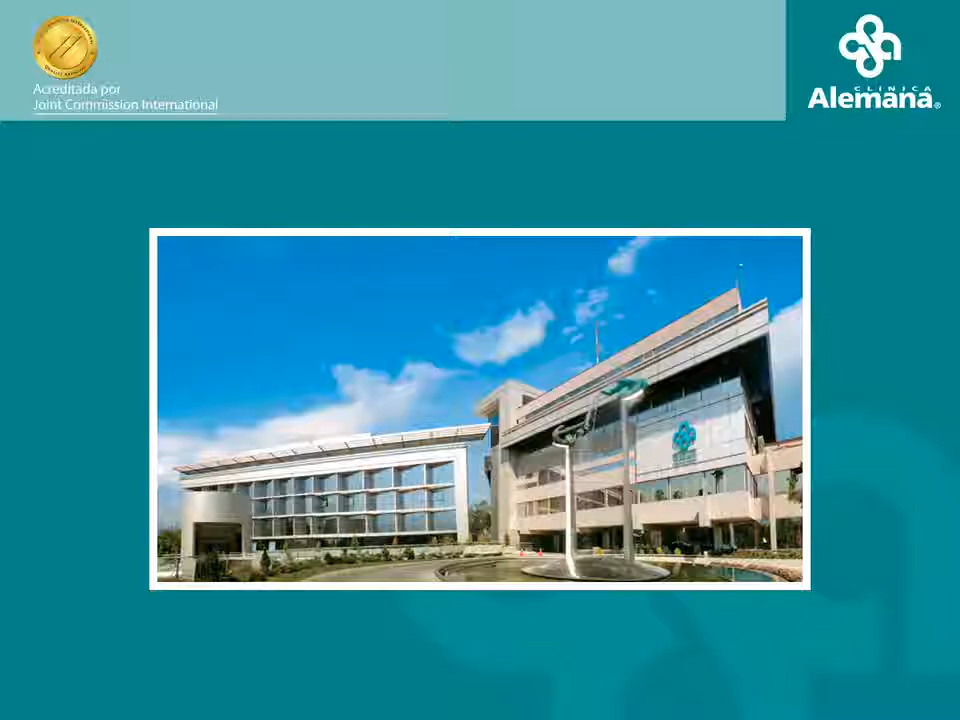 Acreditada por
Joint Commission International
CLINICA
Alemana®